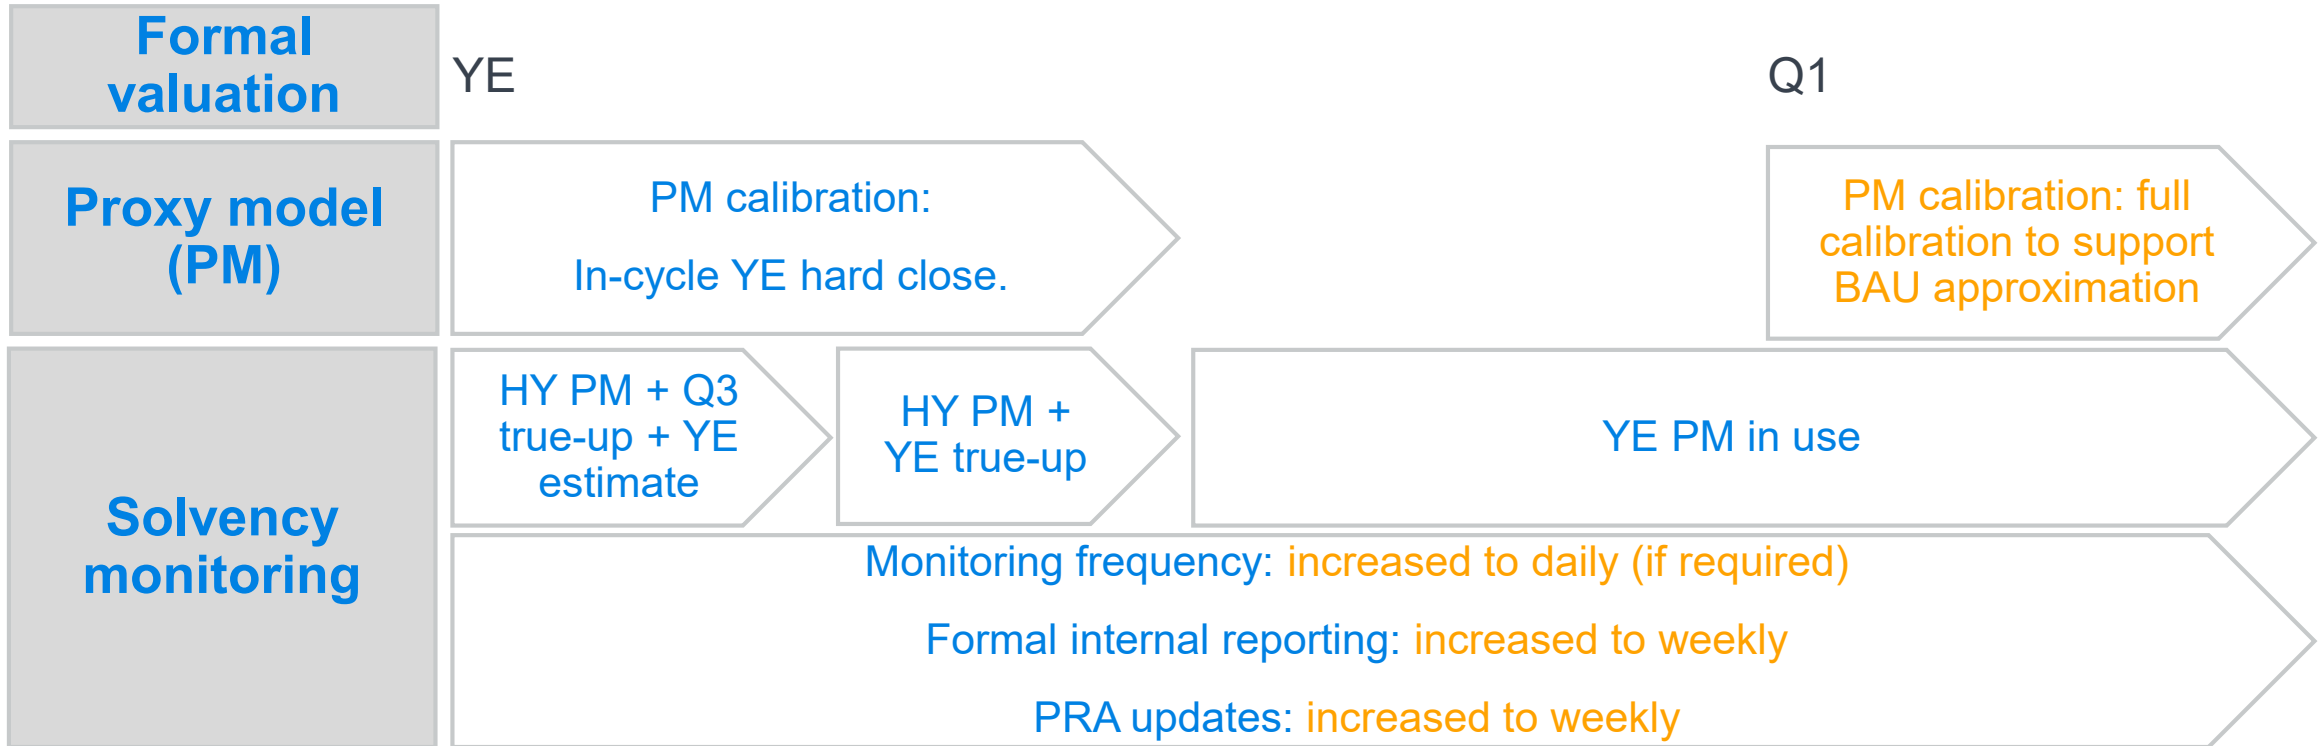 Formal
valuation
YE
Q1
Proxy model
(PM)
PM calibration:
In-cycle YE hard close.
PM calibration: full
calibration to support
BAU approximation
Solvency
monitoring
HY PM + Q3
true-up + YE
estimate
HY PM +
YE true-up
YE PM in use
Monitoring frequency: increased to daily (if required)
Formal internal reporting: increased to weekly
PRA updates: increased to weekly